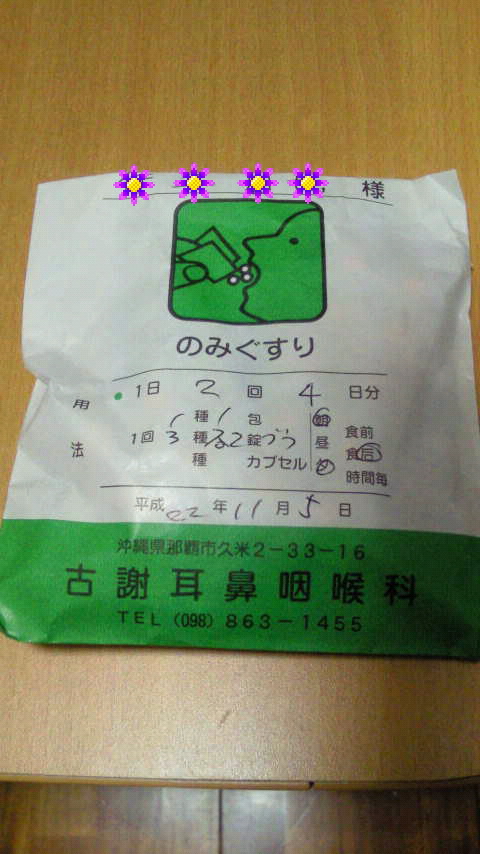 様
のみぐすり
用法
1日 2 回 4 日分
1 種 1 包 朝
1回 3 種 2 錠づつ 昼 食前
種 カプセル 夕 食后
時間毎
平成 22 年 11 月 5 日
沖縄県那覇市久米2-33-16
古謝耳鼻咽喉科
TEL (098) 863-1455